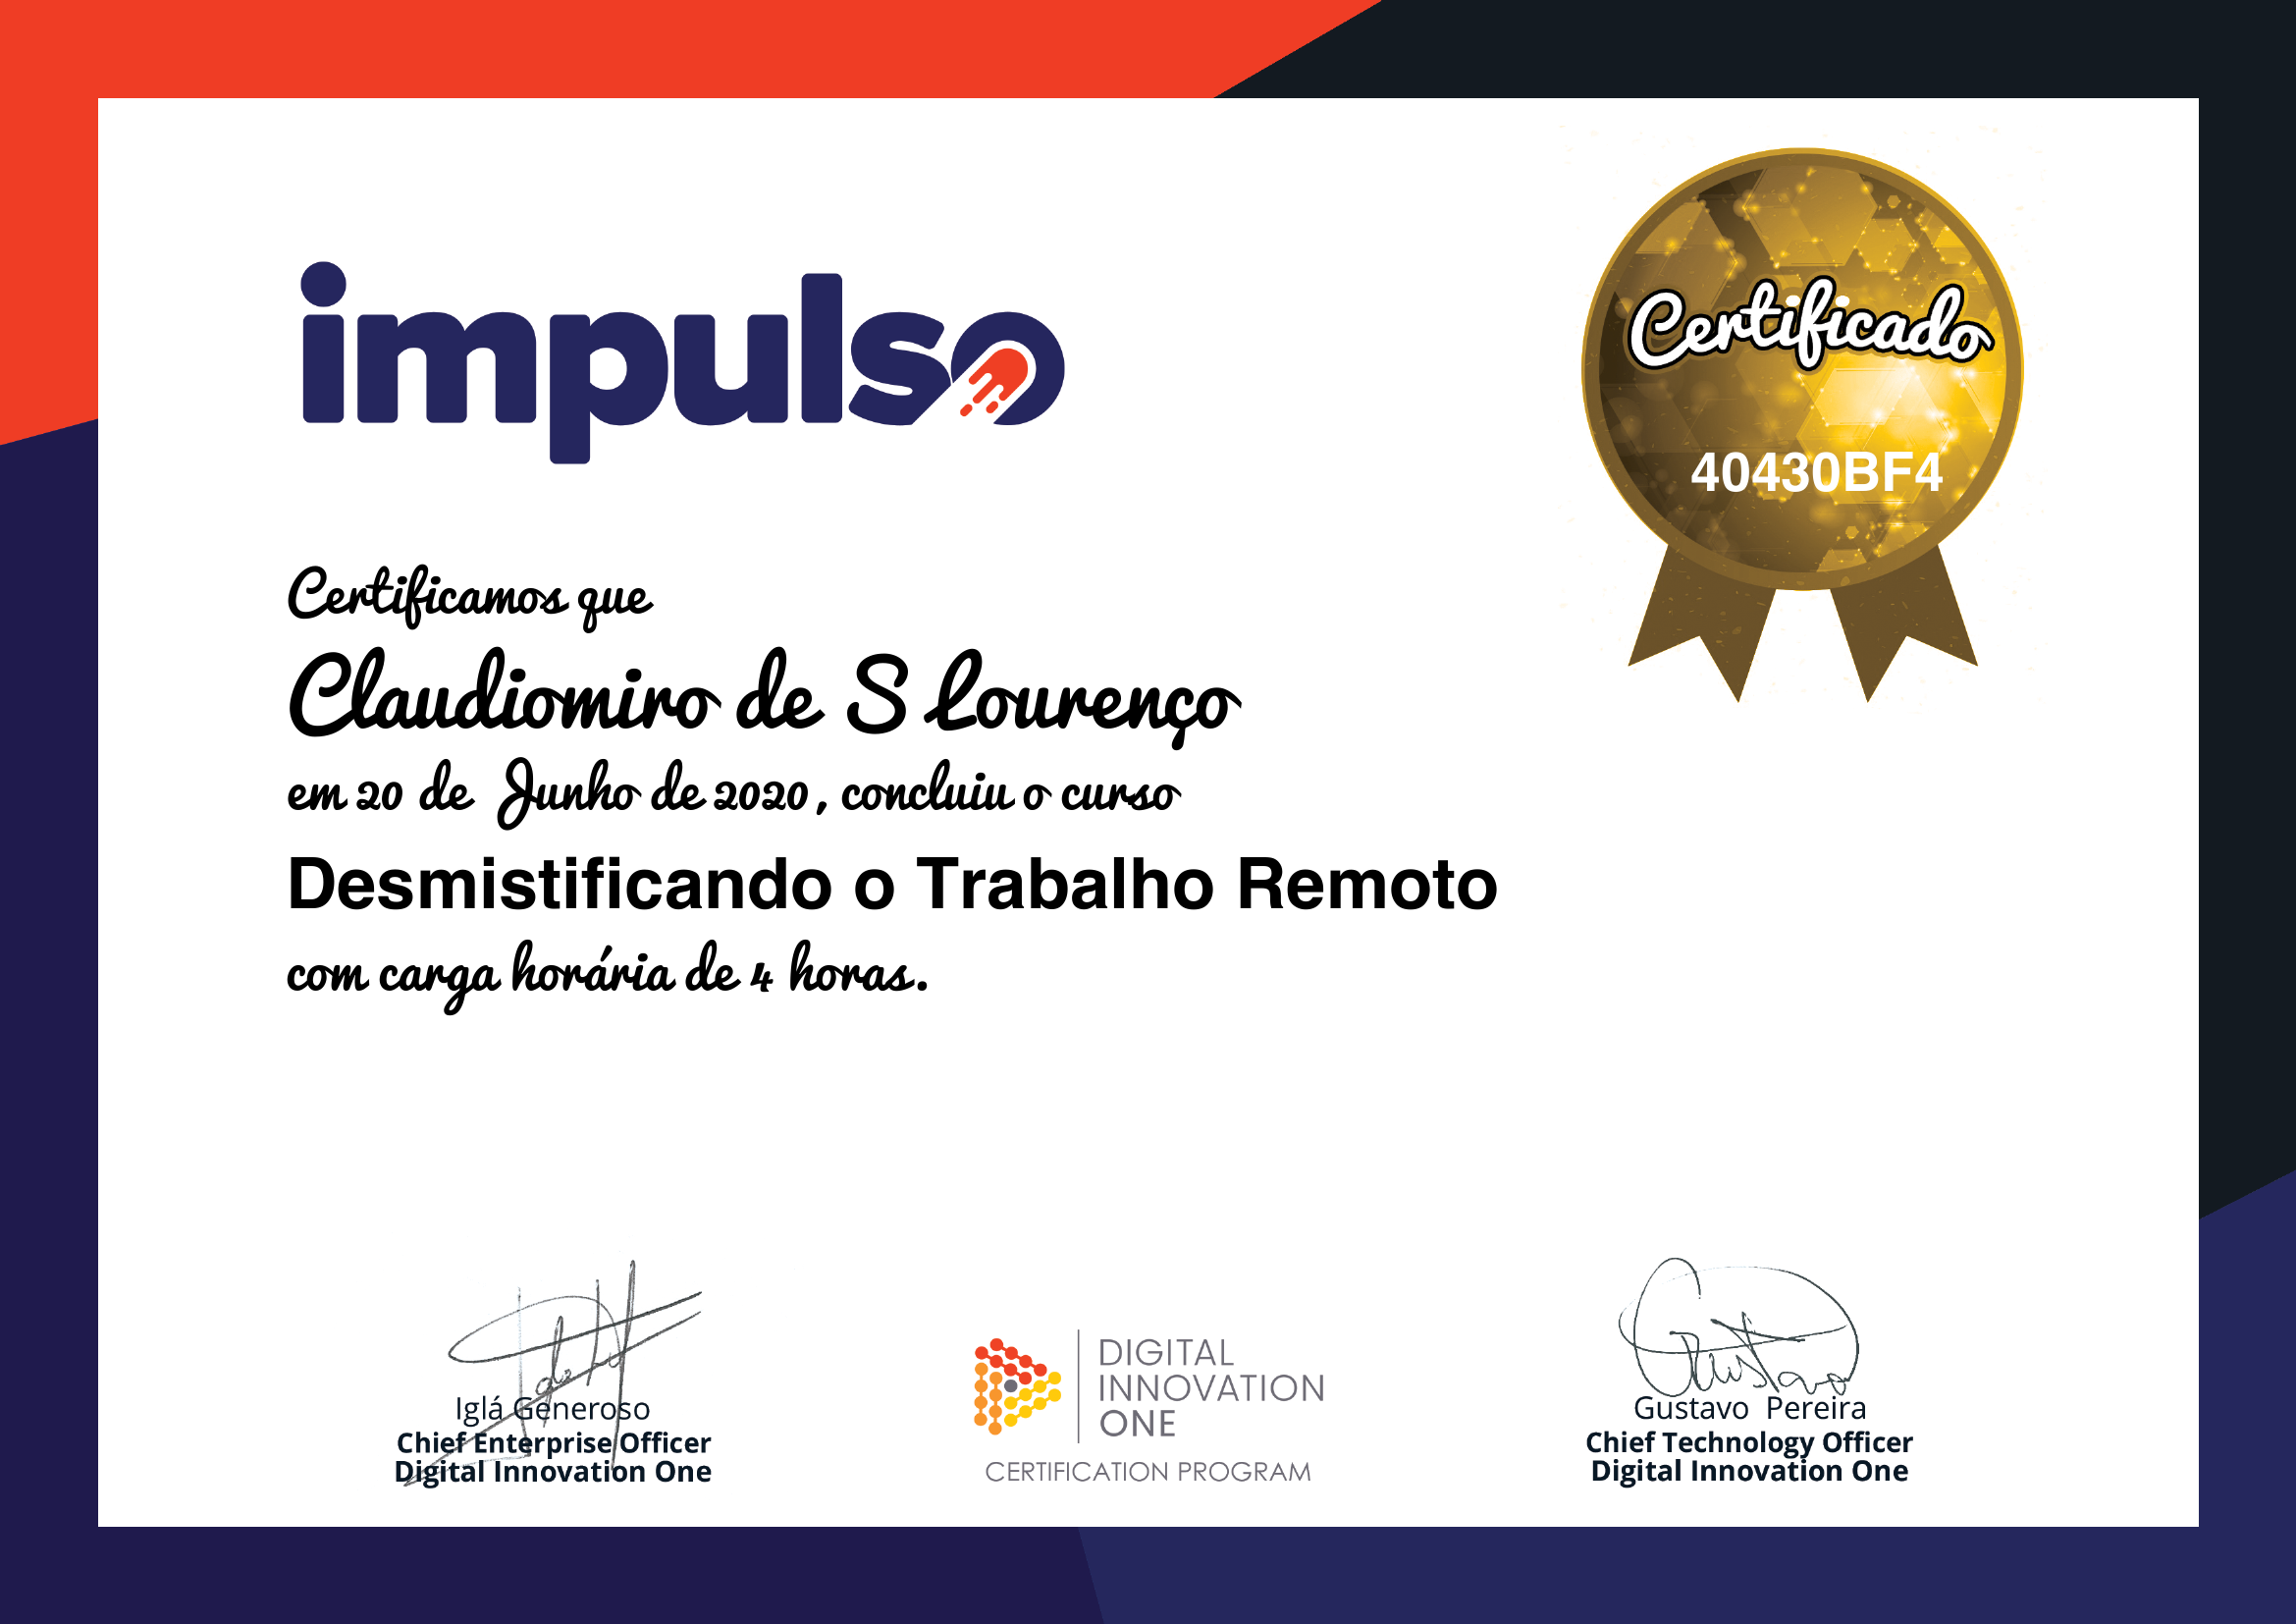 impulso
Certificado
40430BF4
Certificamos que
Claudiomiro de S Lourenço
em 20 de Junho de 2020, concluiu o curso
Desmistificando o Trabalho Remoto
com carga horária de 4 horas.
Iglá Generoso
Chief Enterprise Officer
Digital Innovation One
DIGITAL
INNOVATION
ONE
CERTIFICATION PROGRAM
Gustavo
Gustavo Pereira
Chief Technology Officer
Digital Innovation One